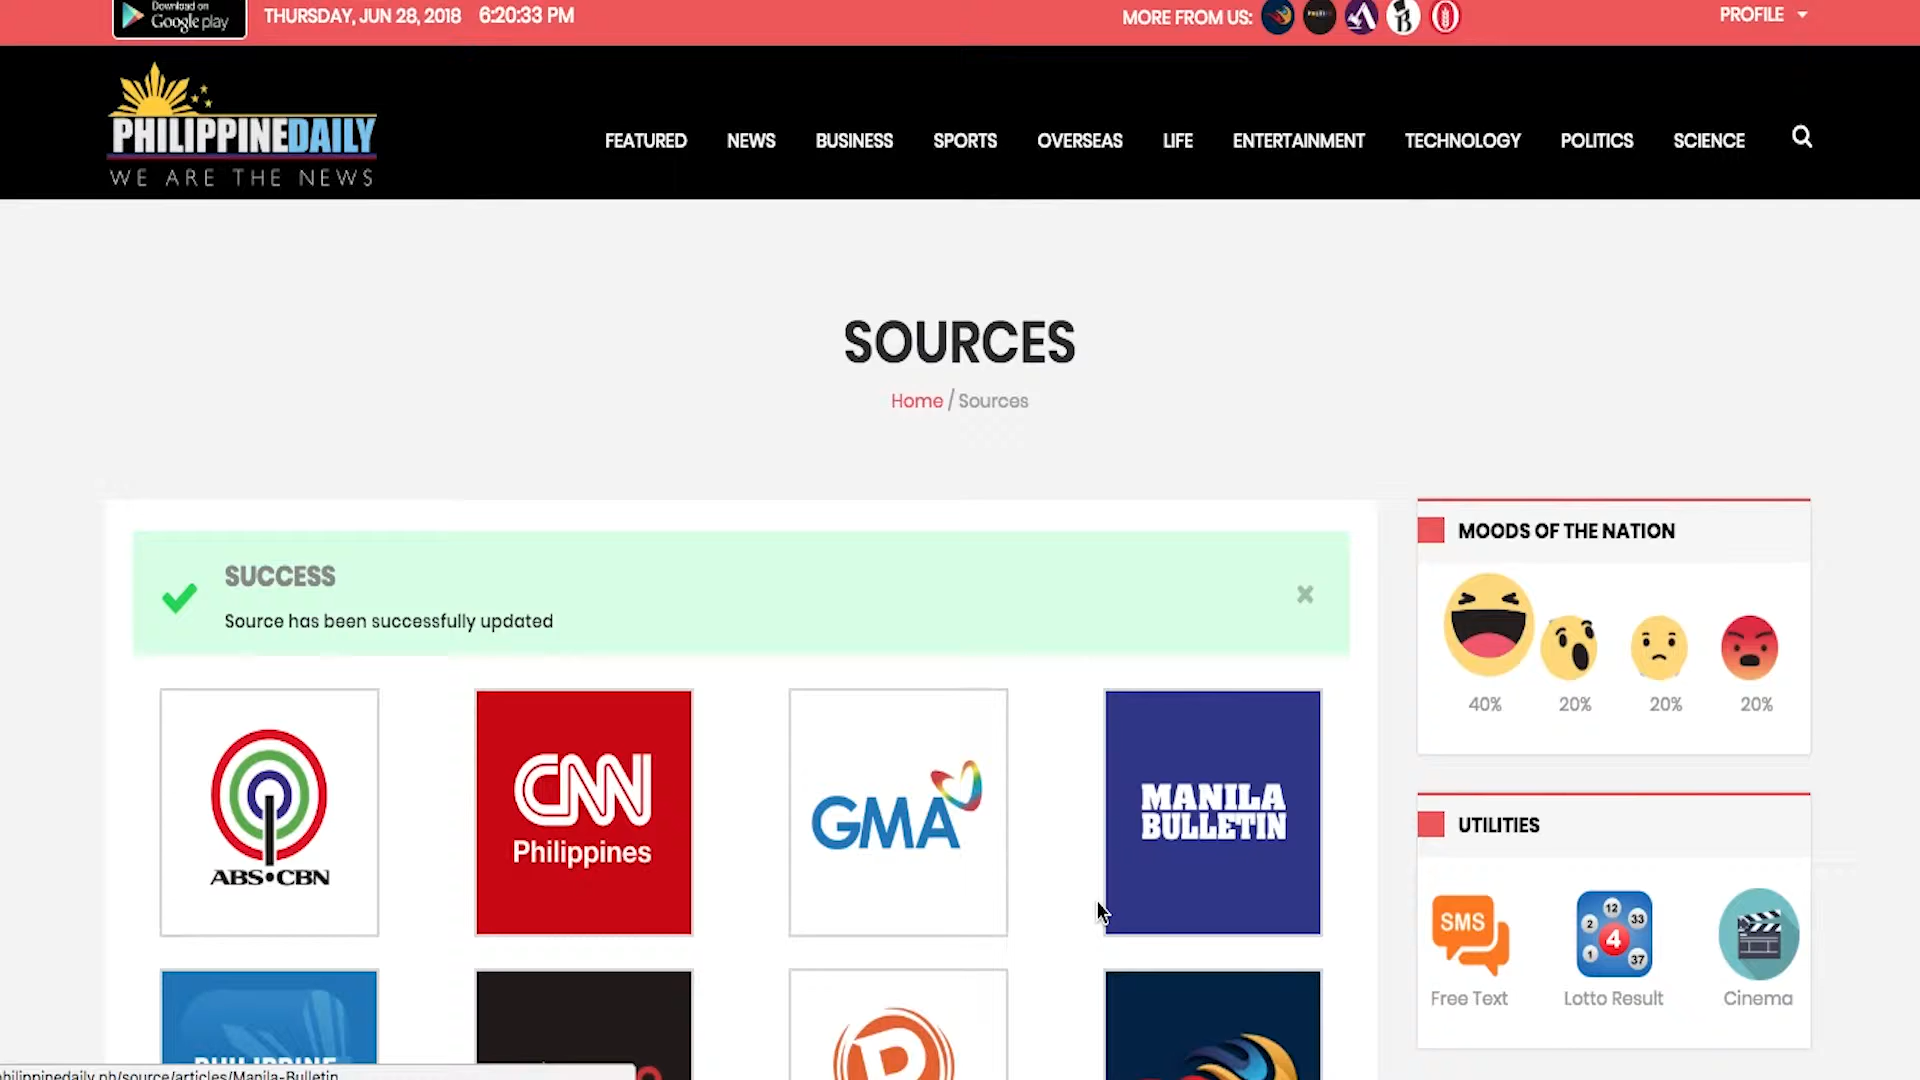 Download on
Google play
THURSDAY, JUN 28, 2018 6:20:33 PM
MORE FROM US:
PROFILE
PHILIPPINEDAILY
WE ARE THE NEWS
FEATURED NEWS BUSINESS SPORTS OVERSEAS LIFE ENTERTAINMENT TECHNOLOGY POLITICS SCIENCE
SOURCES
Home / Sources
SUCCESS
Source has been successfully updated
ABS•CBN
CNN
Philippines
GMA
MANILA
BULLETIN
PHILIPPINE
MOODS OF THE NATION
40% 20% 20% 20%
UTILITIES
SMS
12
2 33
4
1 37
Free Text Lotto Result Cinema
philippinedaily.ph/source/articles/Manila-Bulletin